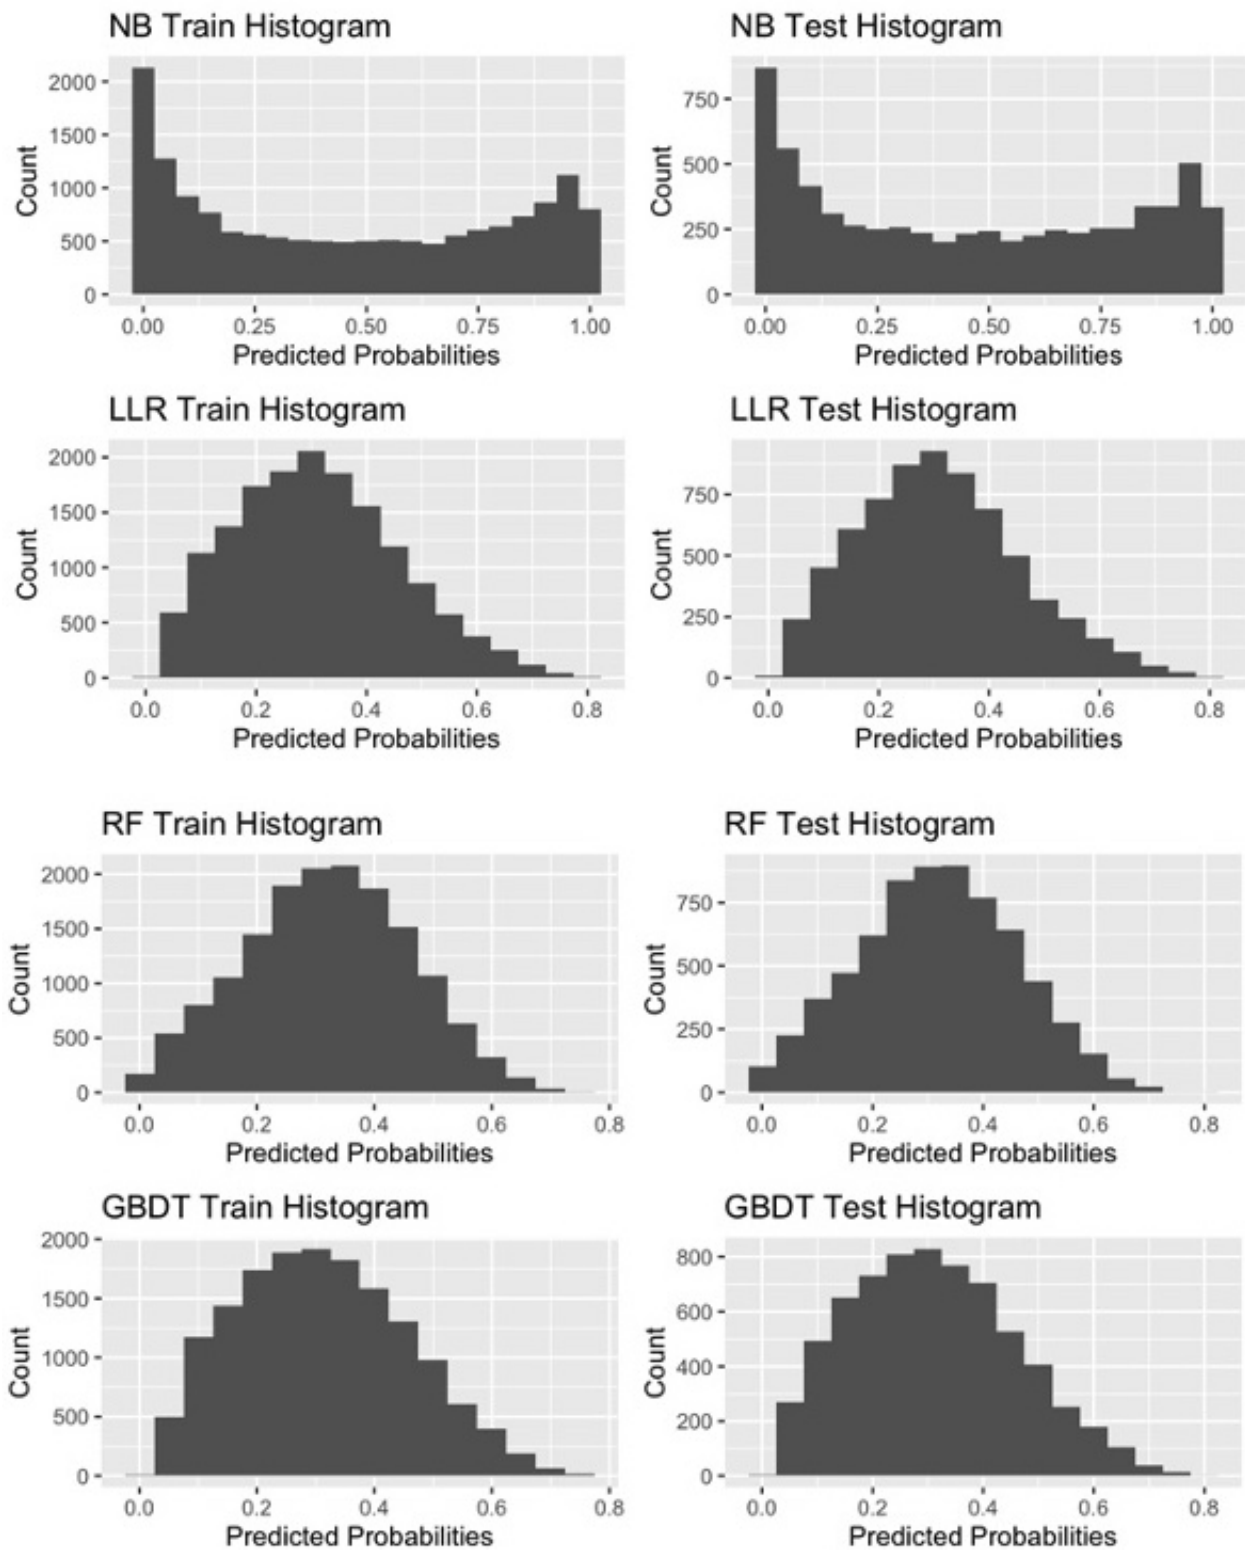 NB Train Histogram
2000
1500
1000
500
0
Count
0.00 0.25 0.50 0.75 1.00
Predicted Probabilities
NB Test Histogram
750
500
250
0
Count
0.00 0.25 0.50 0.75 1.00
Predicted Probabilities
LLR Train Histogram
2000
1500
1000
500
0
Count
0.0 0.2 0.4 0.6 0.8
Predicted Probabilities
LLR Test Histogram
750
500
250
0
Count
0.0 0.2 0.4 0.6 0.8
Predicted Probabilities
RF Train Histogram
2000
1500
1000
500
0
Count
0.0 0.2 0.4 0.6 0.8
Predicted Probabilities
RF Test Histogram
750
500
250
0
Count
0.0 0.2 0.4 0.6 0.8
Predicted Probabilities
GBDT Train Histogram
2000
1500
1000
500
0
Count
0.0 0.2 0.4 0.6 0.8
Predicted Probabilities
GBDT Test Histogram
800
600
400
200
0
Count
0.0 0.2 0.4 0.6 0.8
Predicted Probabilities